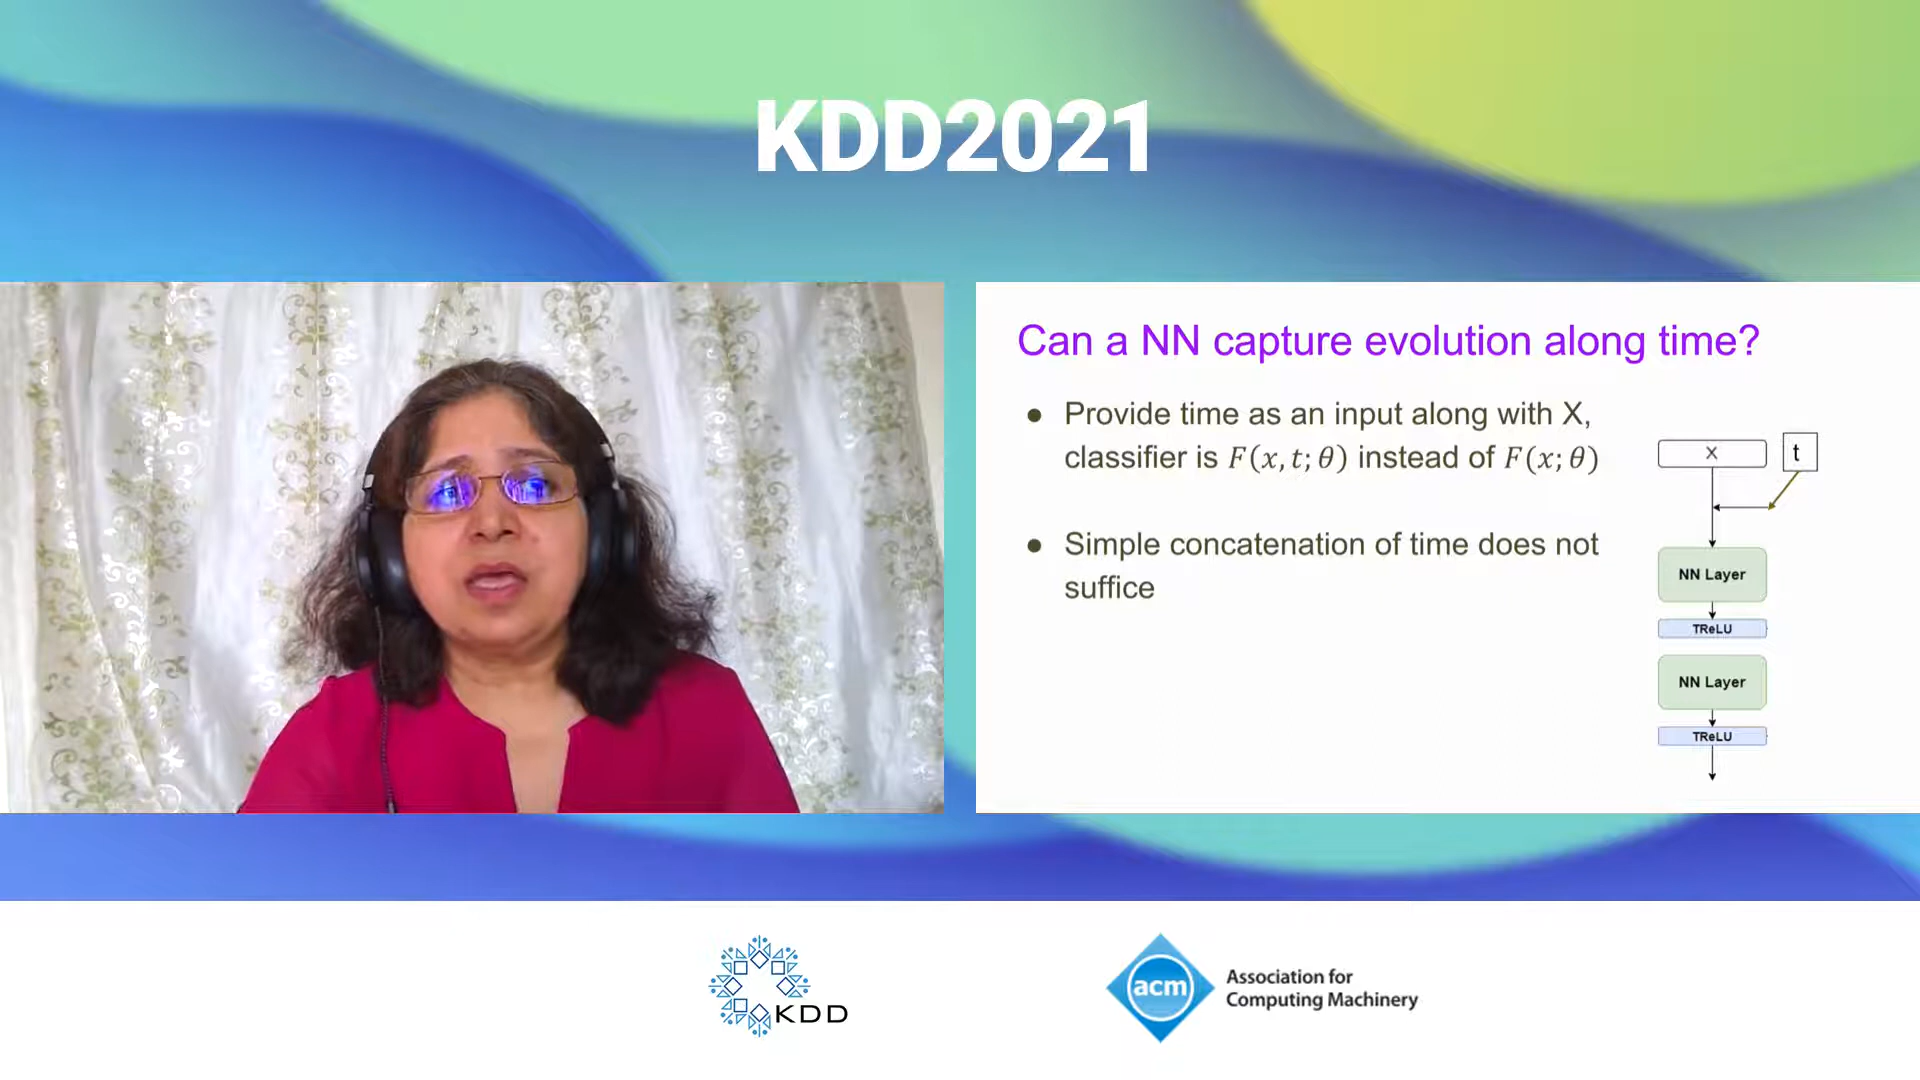 KDD2021
Can a NN capture evolution along time?
● Provide time as an input along with X,
classifier is F(x, t; θ) instead of F(x; θ)
● Simple concatenation of time does not
suffice
X
t
NN Layer
TReLU
NN Layer
TReLU
KDD
acm
Association for
Computing Machinery